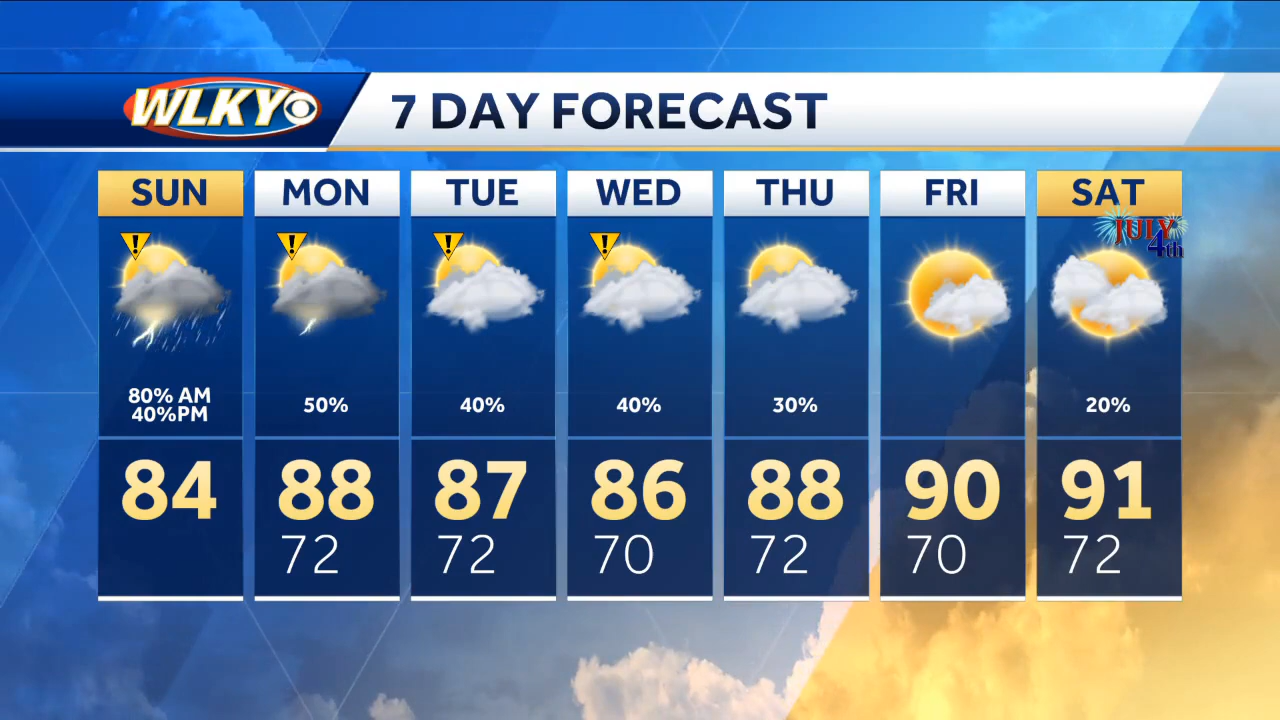 WLKY
7 DAY FORECAST
SUN MON TUE WED THU FRI SAT
JULY
4th
! ! ! !
80% AM
40%PM
50% 40% 40% 30% 20%
84 88 87 86 88 90 91
72 72 70 72 70 72